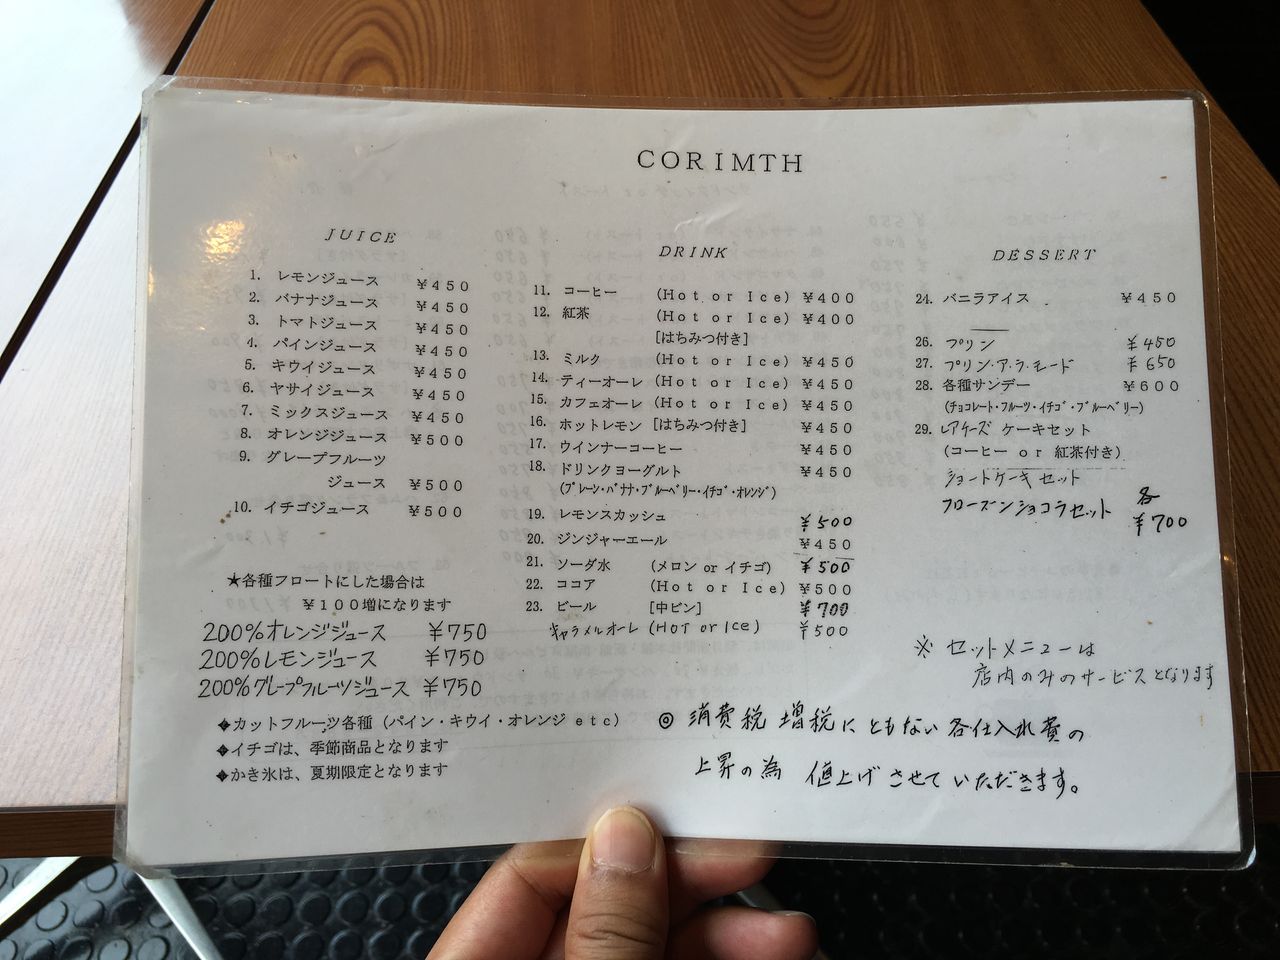 CORIMTH
JUICE
1. レモンジュース ￥450
2. バナナジュース ￥450
3. トマトジュース ￥450
4. パインジュース ￥450
5. キウイジュース ￥450
6. ヤサイジュース ￥450
7. ミックスジュース ￥450
8. オレンジジュース ￥500
9. グレープフルーツ
ジュース ￥500
10. イチゴジュース ￥500
★各種フロートにした場合は
￥100増になります
200%オレンジジュース ￥750
200%レモンジュース ￥750
200%グレープフルーツジュース ￥750
◆カットフルーツ各種（パイン・キウイ・オレンジ etc）
◆イチゴは、季節商品となります
◆かき氷は、夏期限定となります
DRINK
11. コーヒー (Hot or Ice) ￥400
12. 紅茶 (Hot or Ice) ￥400
[はちみつ付き]
13. ミルク (Hot or Ice) ￥450
14. ティーオーレ (Hot or Ice) ￥450
15. カフェオーレ (Hot or Ice) ￥450
16. ホットレモン [はちみつ付き] ￥450
17. ウインナーコーヒー ￥450
18. ドリンクヨーグルト ￥450
(プレーン・バナナ・ブルーベリー・イチゴ・オレンジ)
19. レモンスカッシュ ￥500
20. ジンジャーエール ￥450
21. ソーダ水 (メロン or イチゴ) ￥500
22. ココア (Hot or Ice) ￥500
23. ビール [中ビン] ￥700
キャラメルオーレ (HOT or Ice) ￥500
DESSERT
24. バニラアイス ￥450
26. プリン ￥450
27. プリン・ア・ラ・モード ￥650
28. 各種サンデー ￥600
(チョコレート・フルーツ・イチゴ・ブルーベリー)
29. レアチーズ ケーキセット
(コーヒー or 紅茶付き)
ショートケーキセット
フローズンショコラセット 各￥700
※ セットメニューは
店内のみのサービスとなります
◎ 消費税 増税にともない各仕入れ費の
上昇の為 値上げさせていただきます。